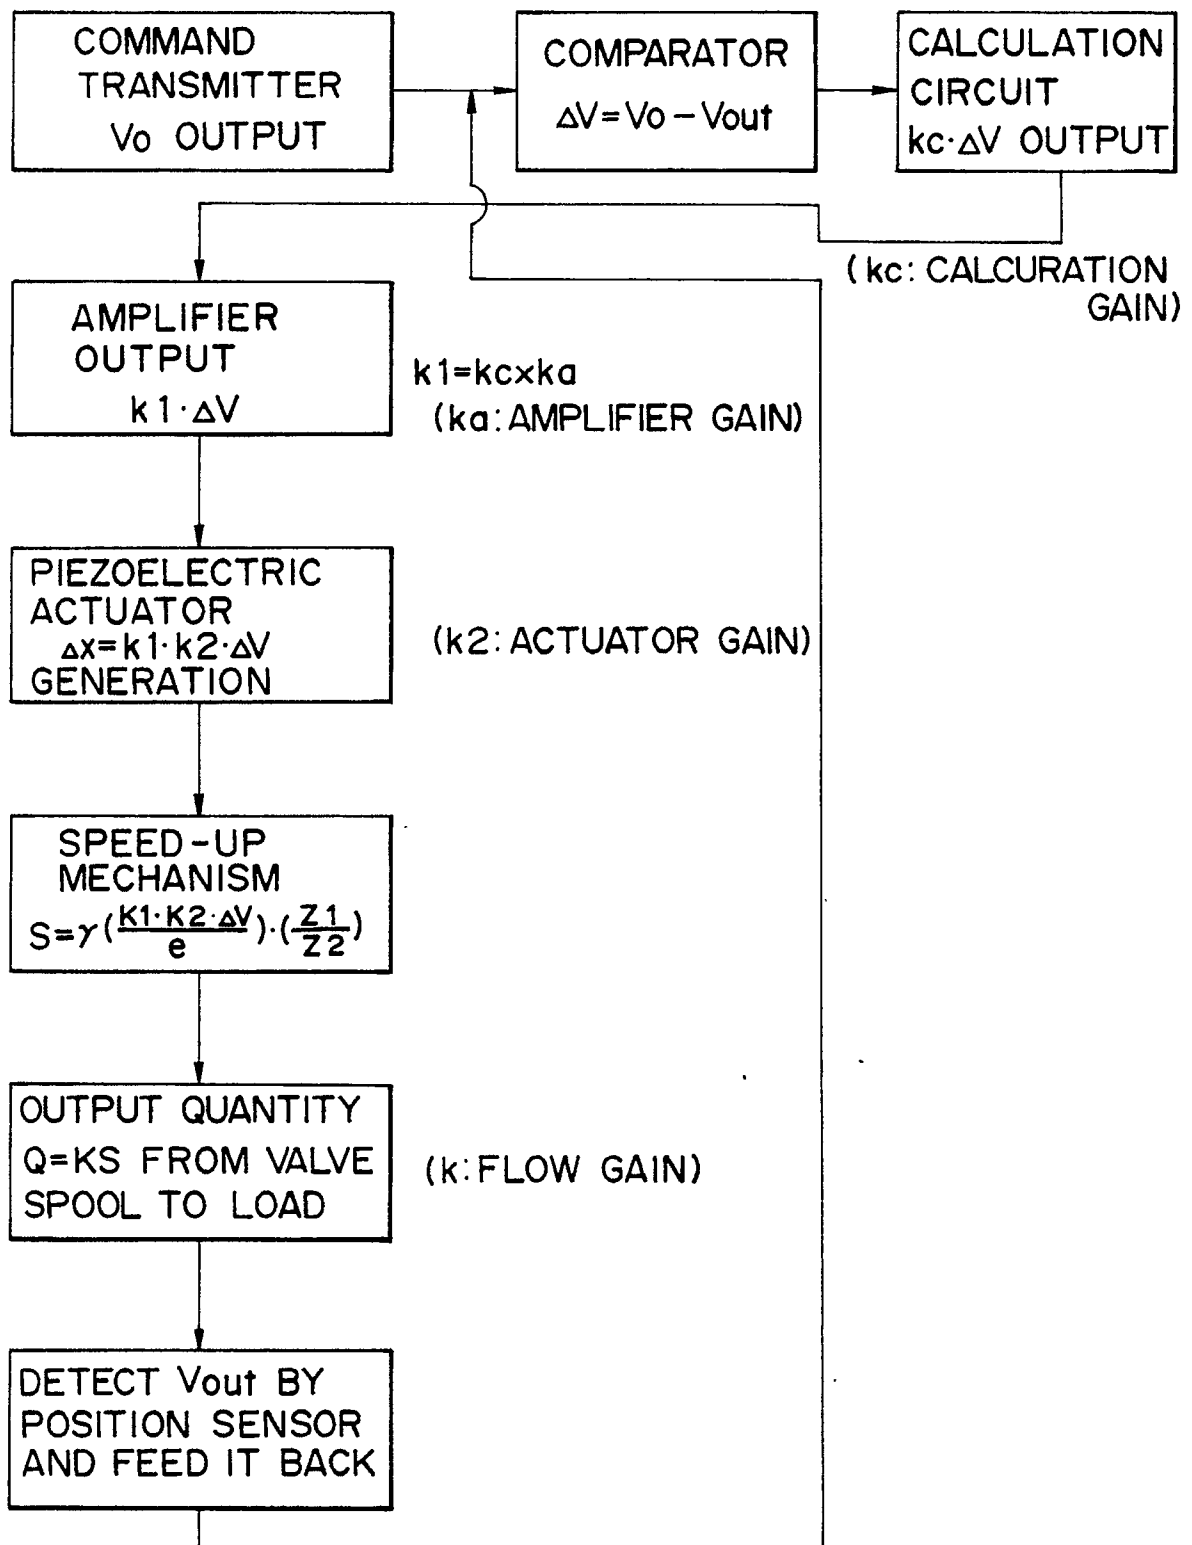 COMMAND
TRANSMITTER
Vo OUTPUT
COMPARATOR
ΔV=Vo-Vout
CALCULATION
CIRCUIT
kc·ΔV OUTPUT
(kc: CALCURATION
GAIN)
AMPLIFIER
OUTPUT
k1·ΔV
k1=kc×ka
(ka: AMPLIFIER GAIN)
PIEZOELECTRIC
ACTUATOR
Δx=k1·k2·ΔV
GENERATION
(k2: ACTUATOR GAIN)
SPEED-UP
MECHANISM
S=γ(K1·K2·ΔV/e)·(Z1/Z2)
OUTPUT QUANTITY
Q=KS FROM VALVE
SPOOL TO LOAD
(k: FLOW GAIN)
DETECT Vout BY
POSITION SENSOR
AND FEED IT BACK